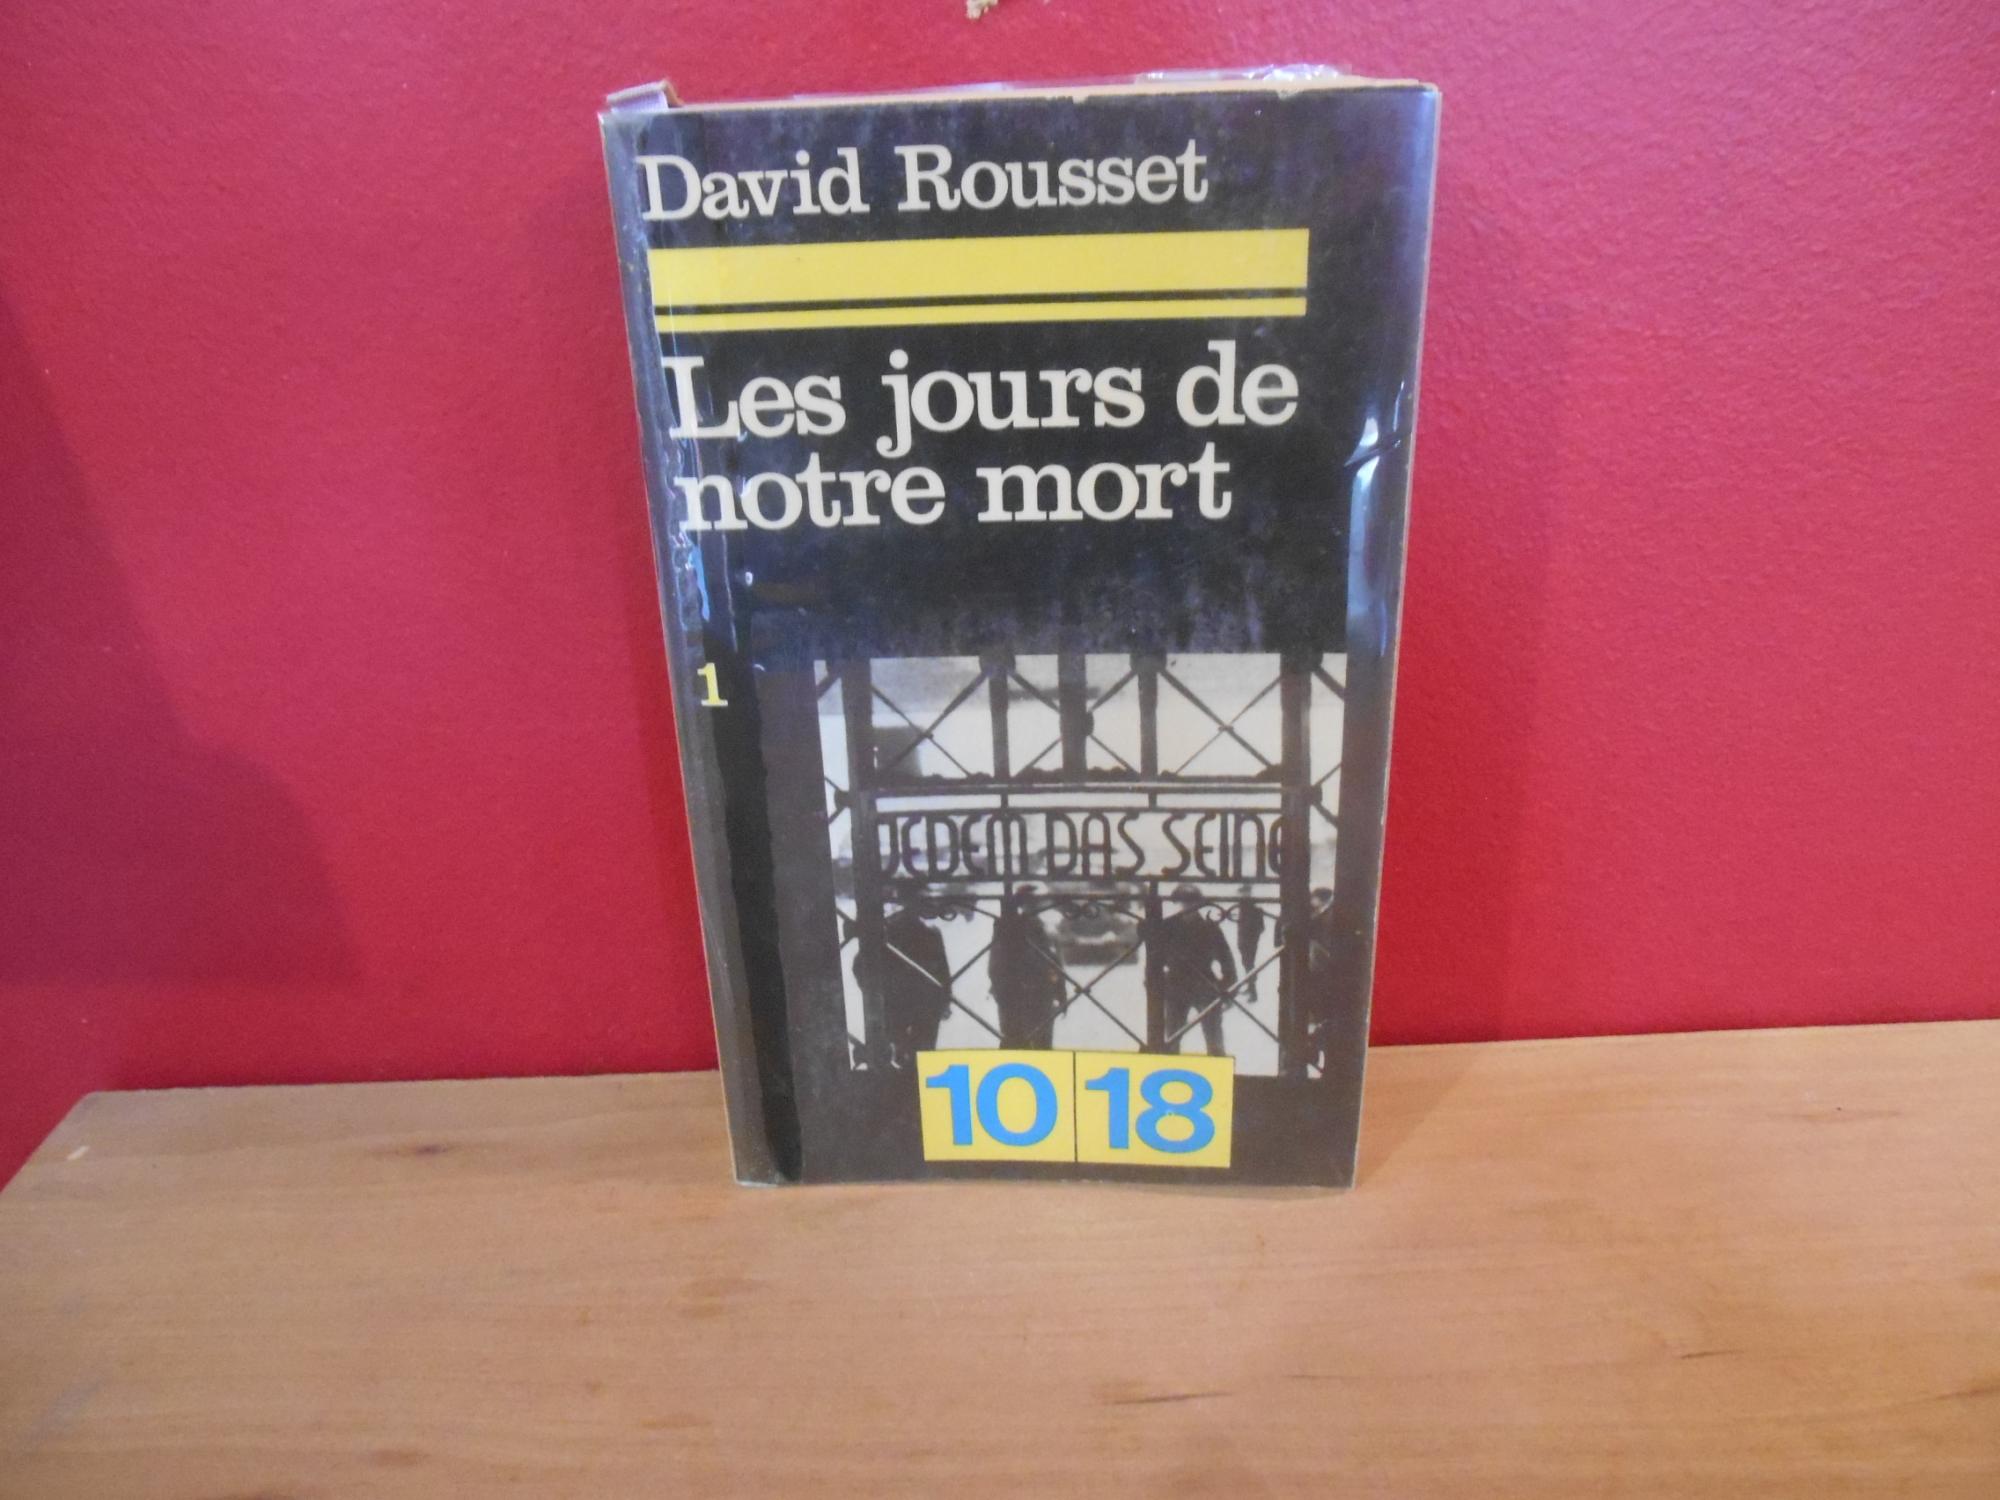 David Rousset
Les jours de
notre mort
1
JEDEM DAS SEINE
10 18